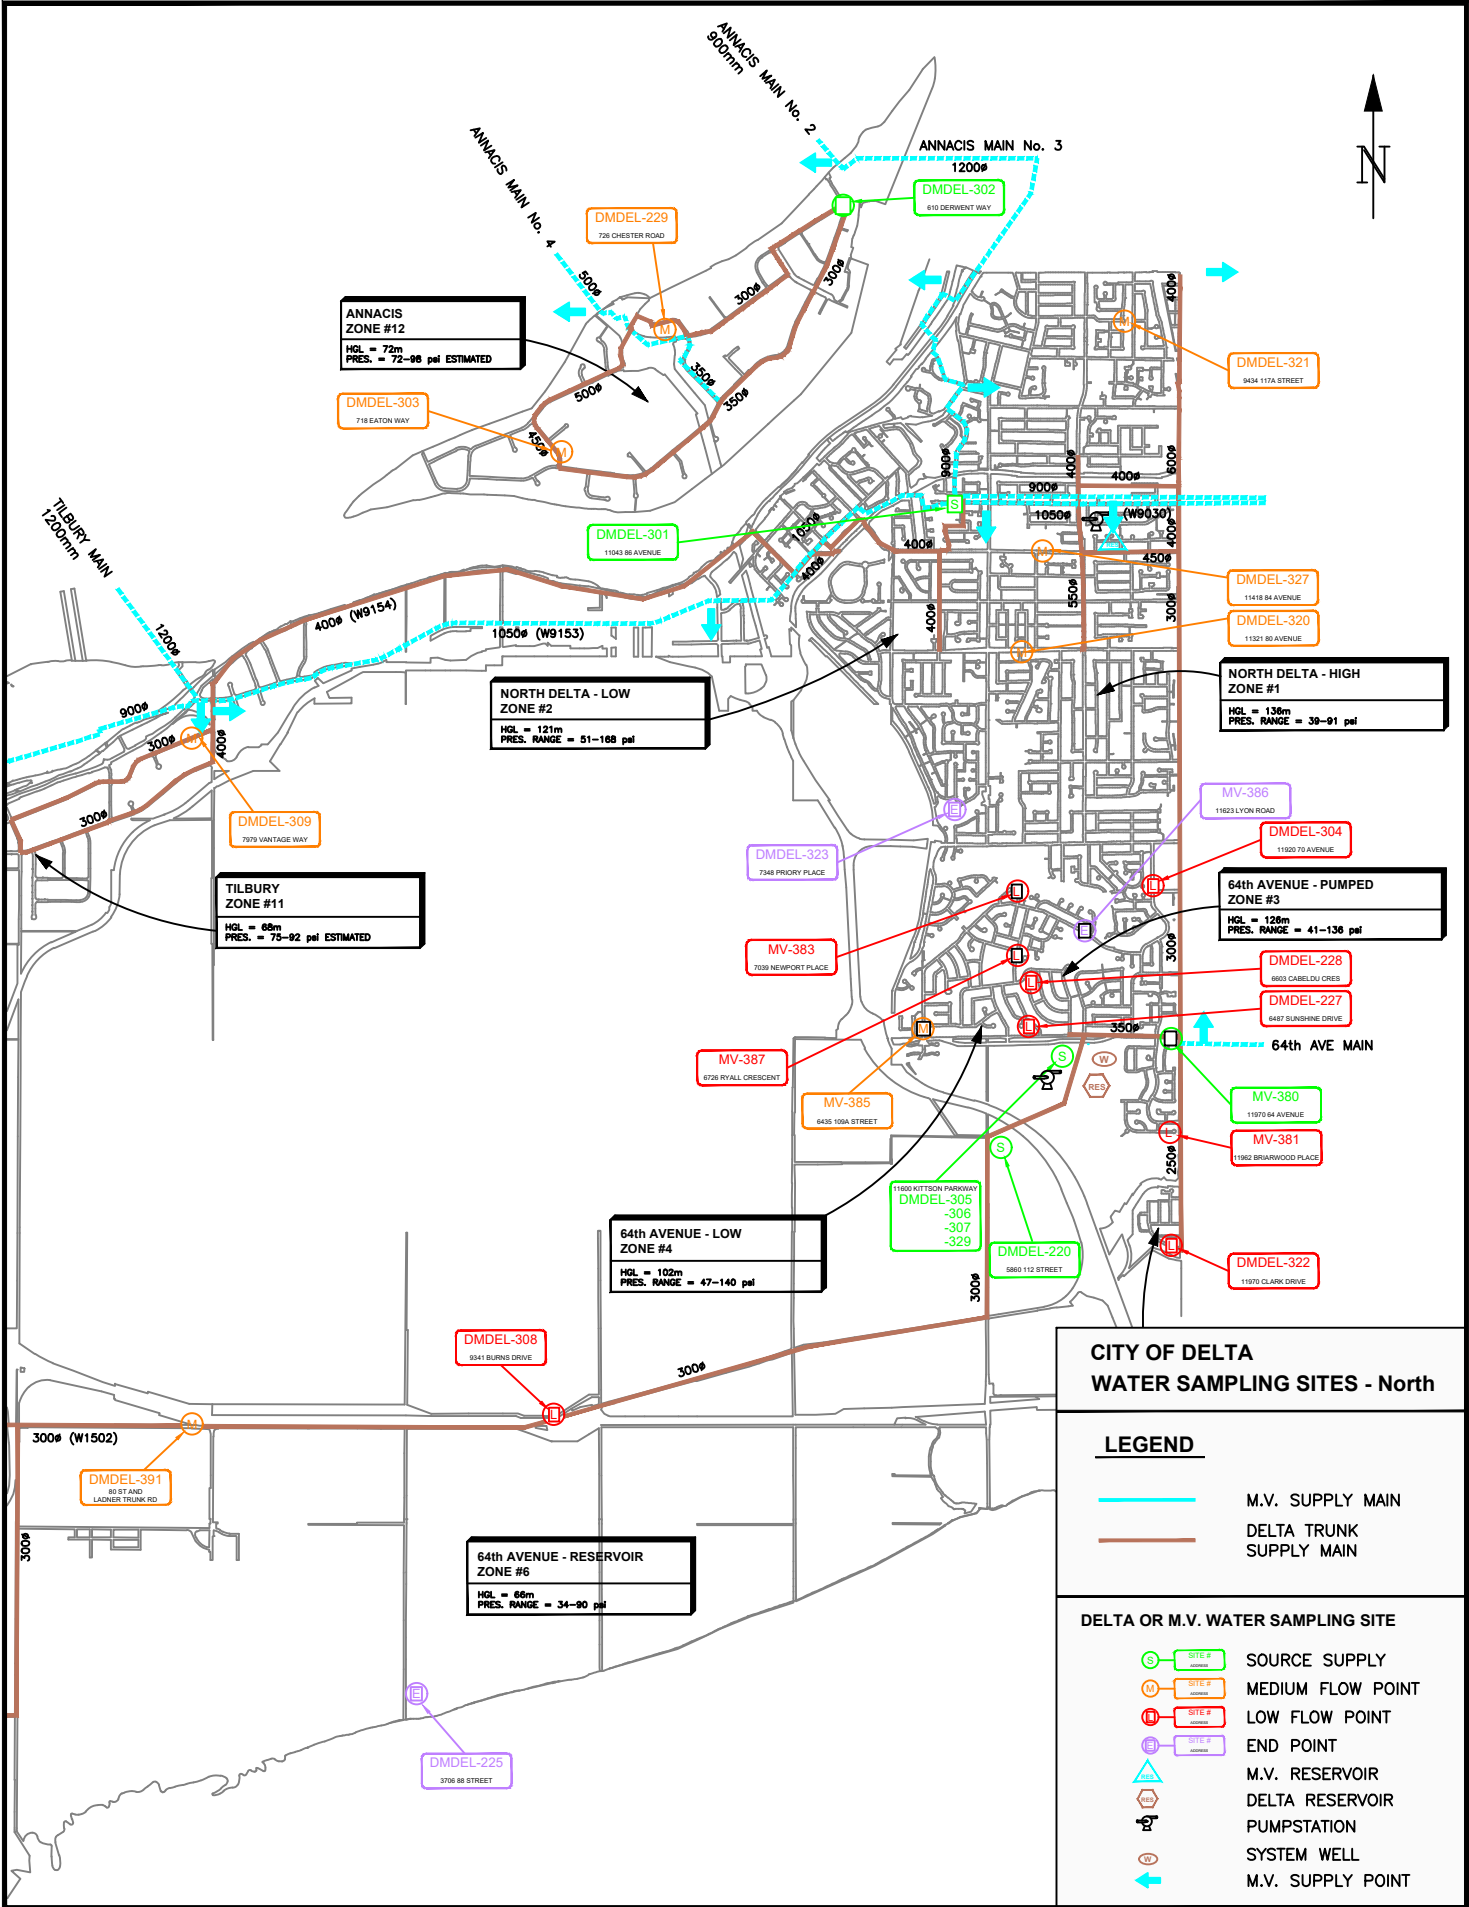 ANNACIS MAIN No. 2
900mm
ANNACIS MAIN No. 3
1200ø
N
ANNACIS MAIN No. 4
500ø
DMDEL-302
610 DERWENT WAY
DMDEL-229
726 CHESTER ROAD
300ø
300ø
400ø
ANNACIS
ZONE #12
HGL = 72m
PRES. = 72-98 psi ESTIMATED
DMDEL-321
9434 117A STREET
DMDEL-303
718 EATON WAY
500ø
350ø
350ø
450ø
M
M
M
900ø
400ø
400ø
600ø
900ø
TILBURY MAIN
1200mm
S
1050ø
(W9030)
400ø
DMDEL-301
11043 86 AVENUE
1050ø
400ø
400ø
RES
M
450ø
DMDEL-327
11418 84 AVENUE
550ø
300ø
400ø
400ø (W9154)
1050ø (W9153)
1200ø
DMDEL-320
11321 80 AVENUE
M
NORTH DELTA - LOW
ZONE #2
HGL = 121m
PRES. RANGE = 51-168 psi
NORTH DELTA - HIGH
ZONE #1
HGL = 136m
PRES. RANGE = 39-91 psi
900ø
300ø
400ø
M
300ø
DMDEL-309
7979 VANTAGE WAY
MV-386
11623 LYON ROAD
E
DMDEL-304
11920 70 AVENUE
DMDEL-323
7348 PRIORY PLACE
TILBURY
ZONE #11
HGL = 68m
PRES. = 75-92 psi ESTIMATED
64th AVENUE - PUMPED
ZONE #3
HGL = 126m
PRES. RANGE = 41-136 psi
L
L
E
300ø
MV-383
7039 NEWPORT PLACE
L
L
DMDEL-228
6603 CABELDU CRES
DMDEL-227
6487 SUNSHINE DRIVE
M
L
350ø
64th AVE MAIN
MV-387
6726 RYALL CRESCENT
S
W
RES
MV-385
6435 109A STREET
MV-380
11970 64 AVENUE
L
MV-381
11962 BRIARWOOD PLACE
S
250ø
11600 KITTSON PARKWAY
DMDEL-305
-306
-307
-329
64th AVENUE - LOW
ZONE #4
HGL = 102m
PRES. RANGE = 47-140 psi
DMDEL-220
5860 112 STREET
300ø
L
DMDEL-322
11970 CLARK DRIVE
DMDEL-308
9341 BURNS DRIVE
300ø
L
M
300ø (W1502)
DMDEL-391
80 ST AND
LADNER TRUNK RD
300ø
64th AVENUE - RESERVOIR
ZONE #6
HGL = 66m
PRES. RANGE = 34-90 psi
E
DMDEL-225
3706 88 STREET
CITY OF DELTA
WATER SAMPLING SITES - North
LEGEND
M.V. SUPPLY MAIN
DELTA TRUNK
SUPPLY MAIN
DELTA OR M.V. WATER SAMPLING SITE
S SITE # ADDRESS SOURCE SUPPLY
M SITE # ADDRESS MEDIUM FLOW POINT
L SITE # ADDRESS LOW FLOW POINT
E SITE # ADDRESS END POINT
RES M.V. RESERVOIR
RES DELTA RESERVOIR
PUMPSTATION
W SYSTEM WELL
M.V. SUPPLY POINT